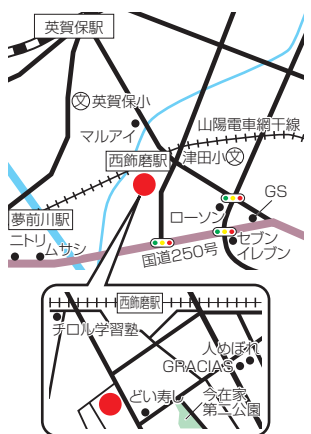 英賀保駅
文
英賀保小
マルアイ
山陽電車網干線
西飾磨駅
津田小
文
夢前川駅
ローソン
GS
ニトリ
ムサシ
国道250号
セブン
イレブン
西飾磨駅
チロル学習塾
人めぼれ
GRACIAS
どい寿し
今在家
第二公園